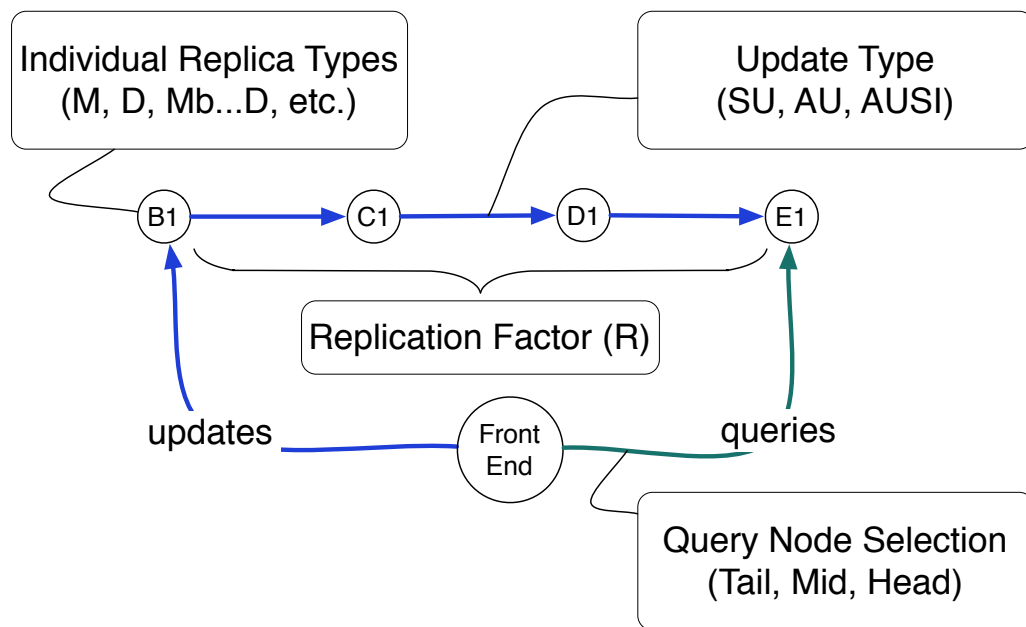 Individual Replica Types
(M, D, Mb...D, etc.)
Update Type
(SU, AU, AUSI)
B1
C1
D1
E1
Replication Factor (R)
updates
Front
End
queries
Query Node Selection
(Tail, Mid, Head)